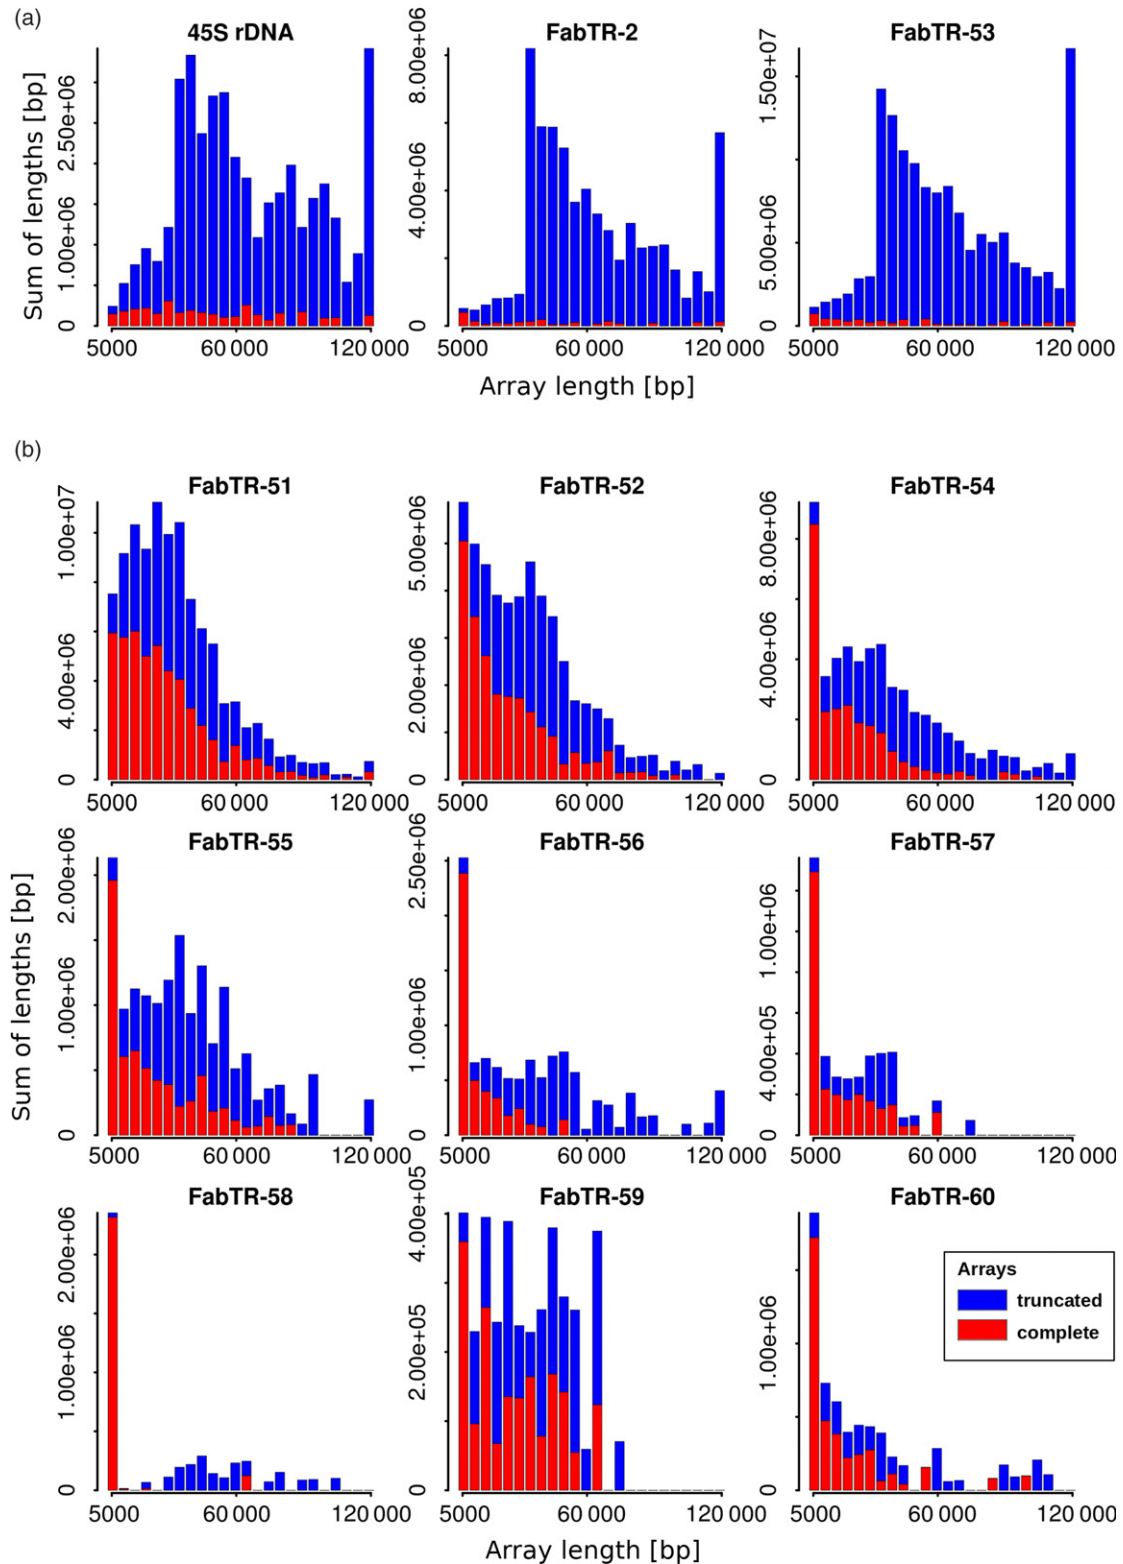 (a)
45S rDNA
FabTR-2
FabTR-53
Sum of lengths [bp]
0
1.00e+06
2.50e+06
0
4.00e+06
8.00e+06
0
5.00e+06
1.50e+07
5000
60 000
120 000
5000
60 000
120 000
5000
60 000
120 000
Array length [bp]
(b)
FabTR-51
FabTR-52
FabTR-54
0
4.00e+06
1.00e+07
0
2.00e+06
5.00e+06
0
4.00e+06
8.00e+06
5000
60 000
120 000
5000
60 000
120 000
5000
60 000
120 000
FabTR-55
FabTR-56
FabTR-57
Sum of lengths [bp]
0
1.00e+06
2.00e+06
0
1.00e+06
2.50e+06
0
4.00e+05
1.00e+06
5000
60 000
120 000
5000
60 000
120 000
5000
60 000
120 000
FabTR-58
FabTR-59
FabTR-60
0
1.00e+06
2.00e+06
0
2.00e+05
4.00e+05
0
1.00e+06
Arrays
truncated
complete
5000
60 000
120 000
5000
60 000
120 000
5000
60 000
120 000
Array length [bp]